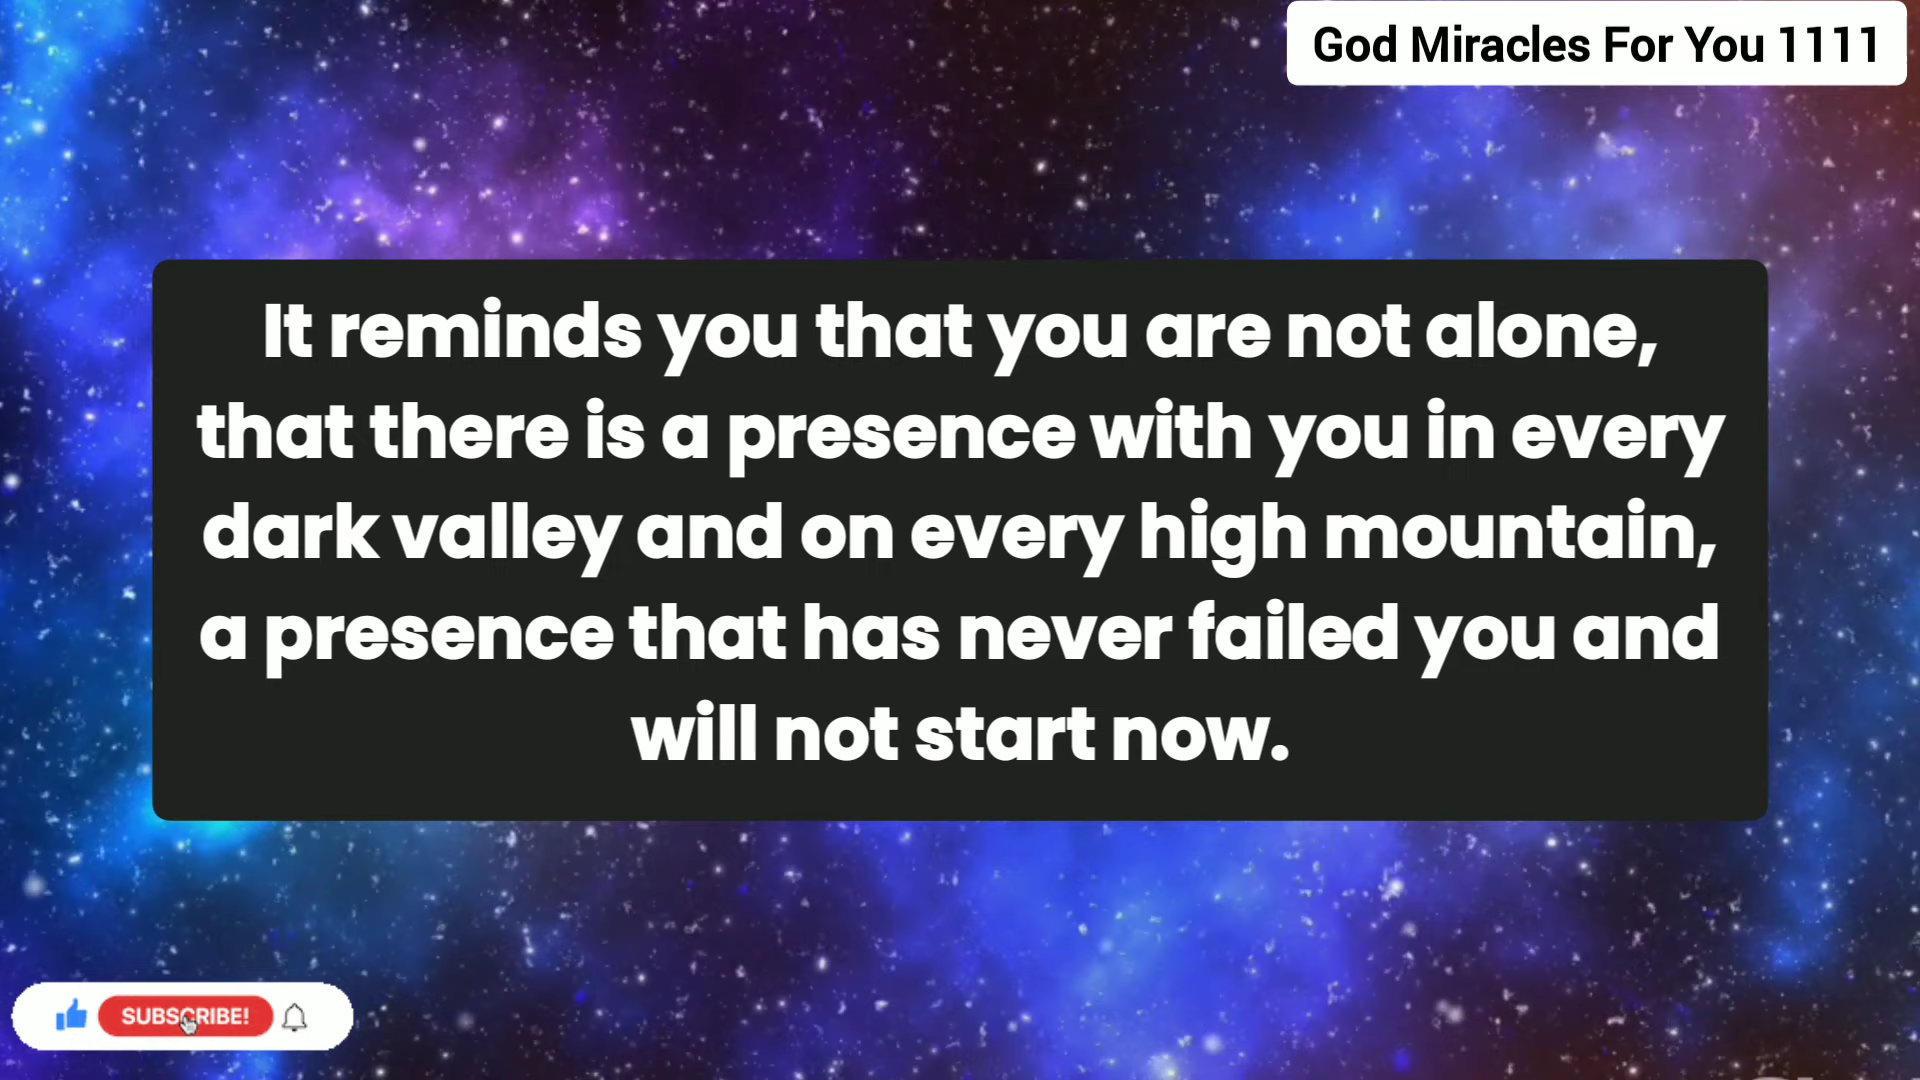 God Miracles For You 1111
It reminds you that you are not alone,
that there is a presence with you in every
dark valley and on every high mountain,
a presence that has never failed you and
will not start now.
SUBSCRIBE!